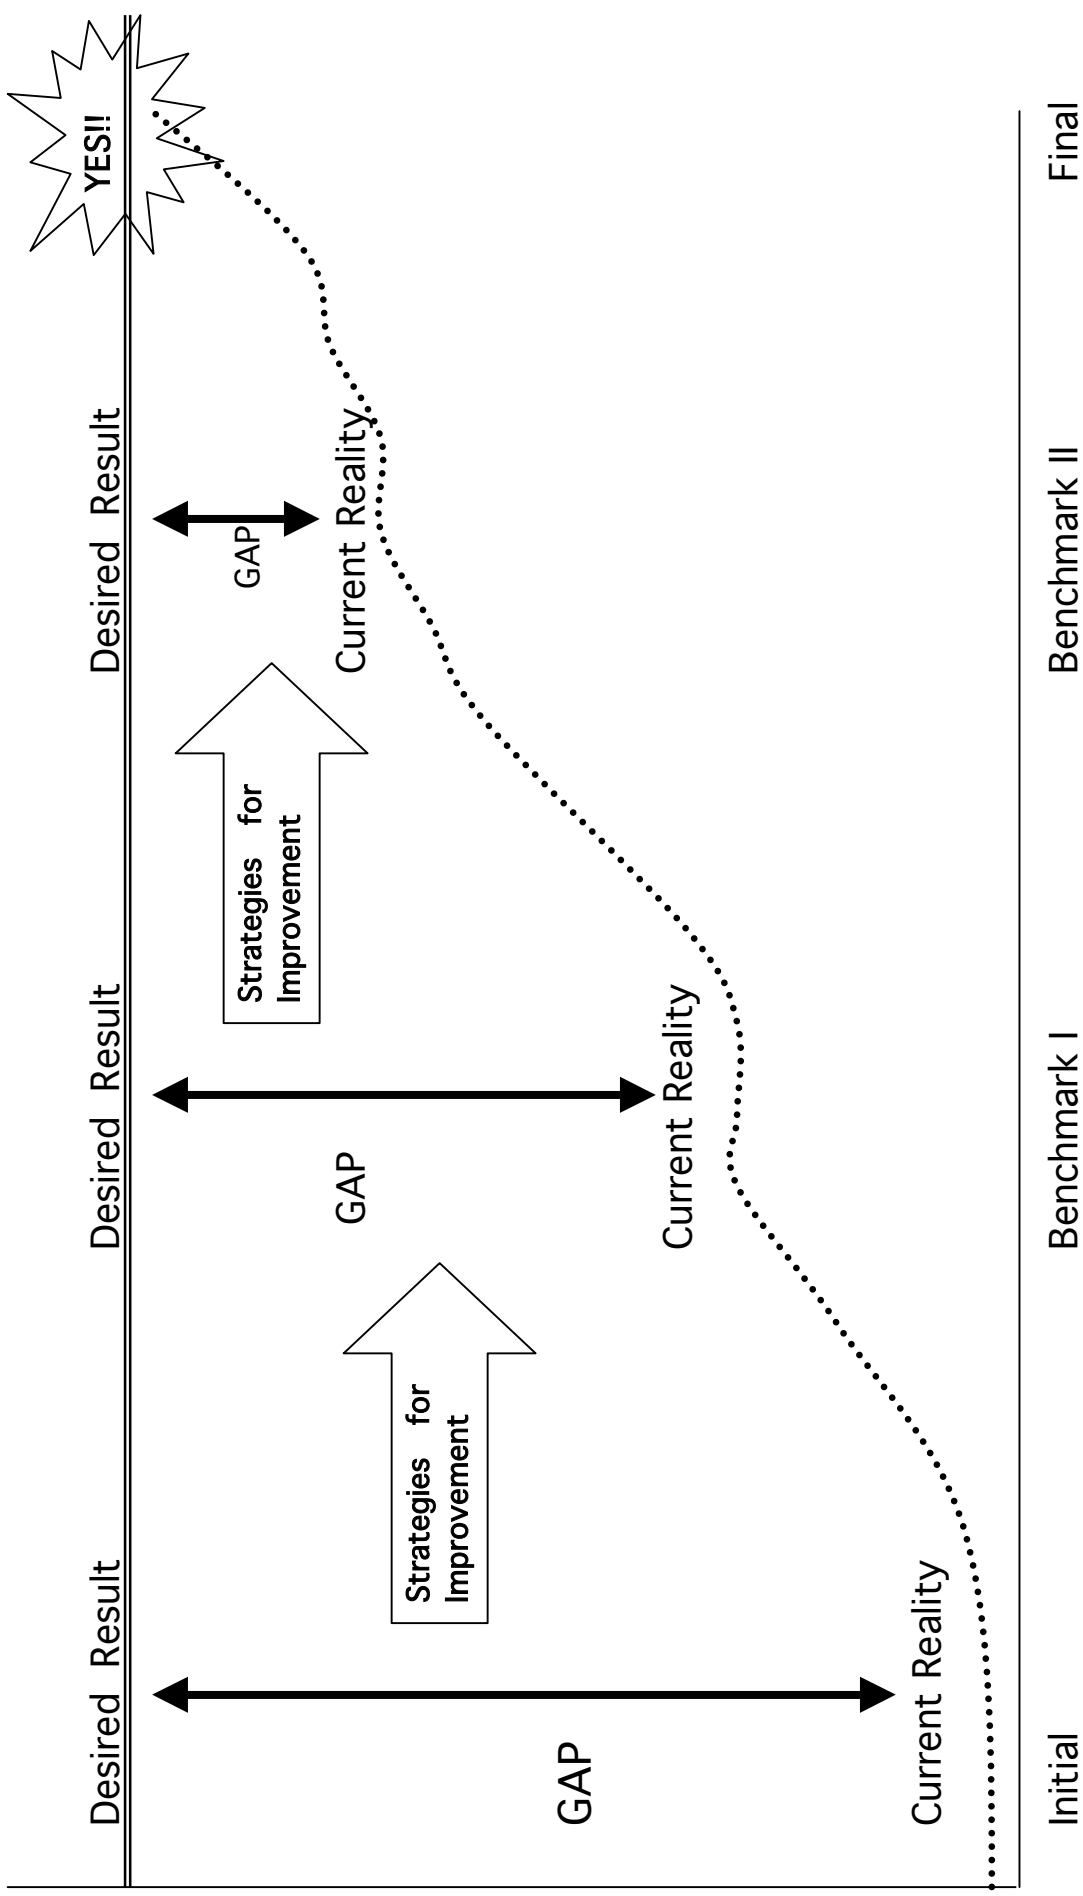 YES!!
Desired Result
Desired Result
Desired Result
GAP
Strategies for
Improvement
Current Reality
GAP
Strategies for
Improvement
Current Reality
GAP
Current Reality
Initial
Benchmark I
Benchmark II
Final